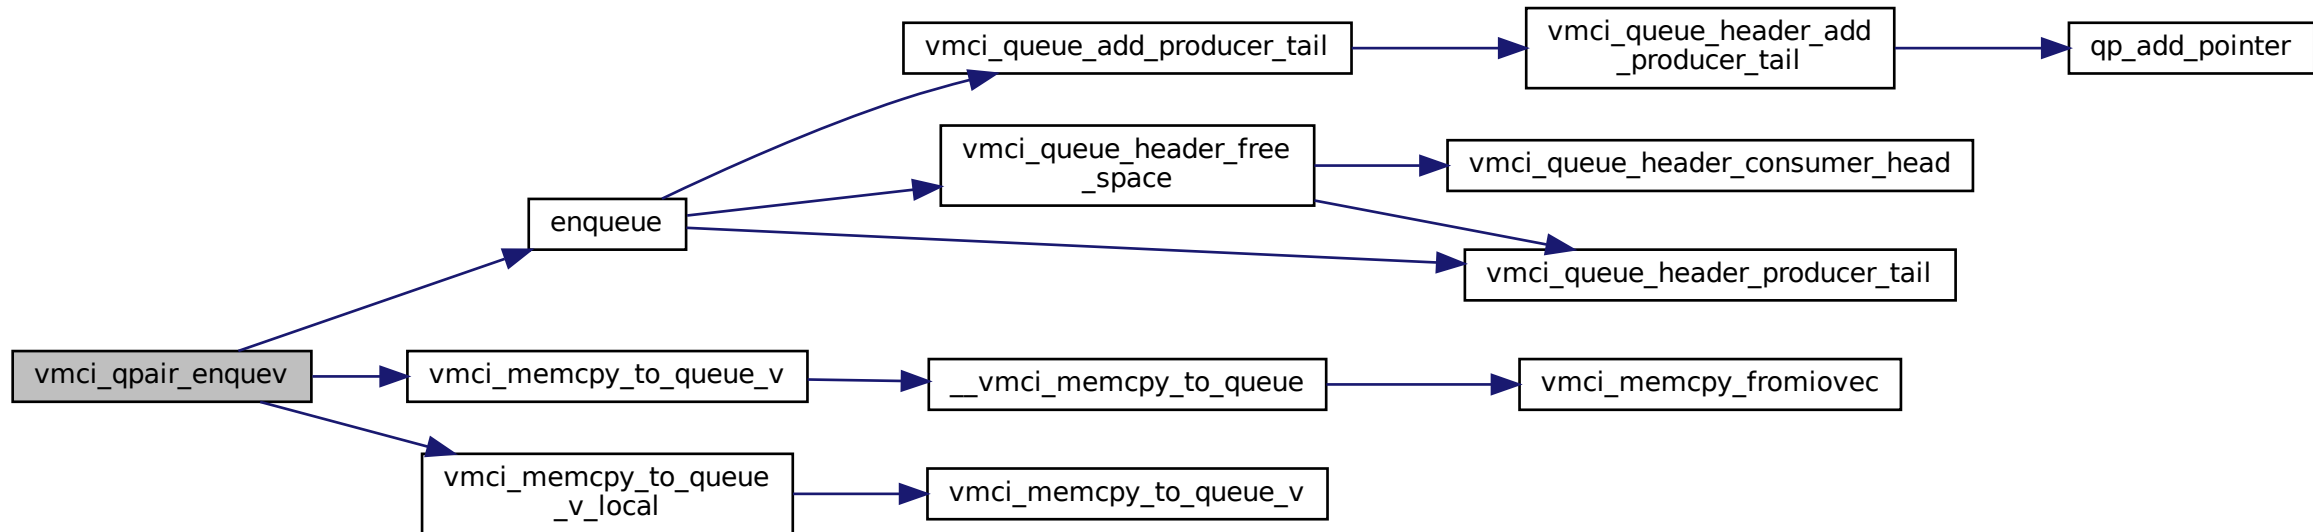 vmci_queue_add_producer_tail
vmci_queue_header_add
_producer_tail
qp_add_pointer
vmci_queue_header_free
_space
vmci_queue_header_consumer_head
enqueue
vmci_queue_header_producer_tail
vmci_qpair_enquev
vmci_memcpy_to_queue_v
__vmci_memcpy_to_queue
vmci_memcpy_fromiovec
vmci_memcpy_to_queue
_v_local
vmci_memcpy_to_queue_v